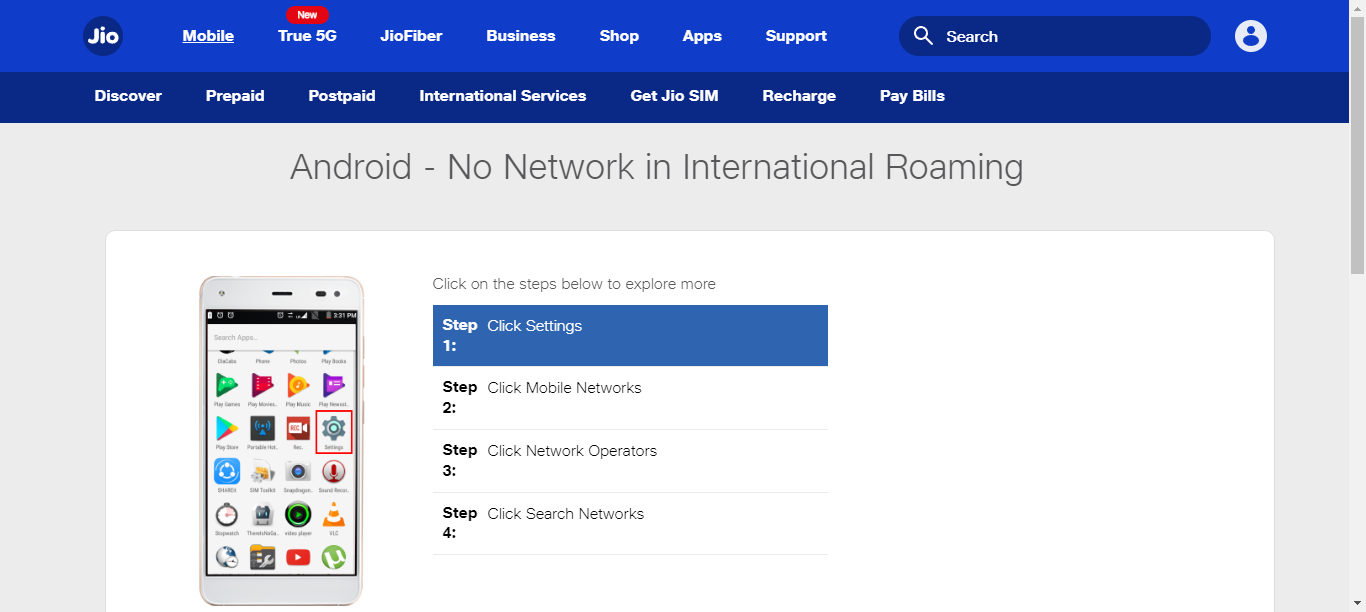 New
Jio
Mobile
True 5G
JioFiber
Business
Shop
Apps
Support
Search
Discover
Prepaid
Postpaid
International Services
Get Jio SIM
Recharge
Pay Bills
Android - No Network in International Roaming
Click on the steps below to explore more
Step 1:
Click Settings
Step 2:
Click Mobile Networks
Step 3:
Click Network Operators
Step 4:
Click Search Networks
3:31 PM
Search Apps...
DiaCabs
Phone
Photos
Play Books
Play Games
Play Movies..
Play Music
Play Newsst..
Play Store
Portable Hot..
REC
Rec.
Settings
SHAREit
SIM Toolkit
Snapdragon..
Sound Recor..
Stopwatch
video player
VLC